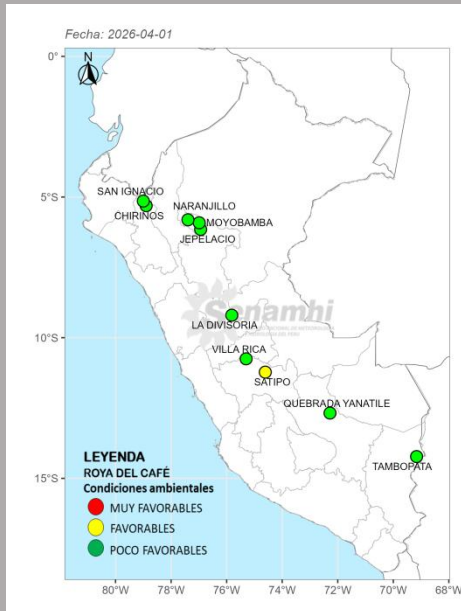 Fecha: 2026-04-01
N
0°
SAN IGNACIO
CHIRINOS
NARANJILLO
MOYOBAMBA
JEPELACIO
5°S
Senamhi
LA DIVISORIA
10°S
VILLA RICA
SATIPO
QUEBRADA YANATILE
TAMBOPATA
15°S
LEYENDA
ROYA DEL CAFÉ
Condiciones ambientales
MUY FAVORABLES
FAVORABLES
POCO FAVORABLES
80°W 78°W 76°W 74°W 72°W 70°W 68°W